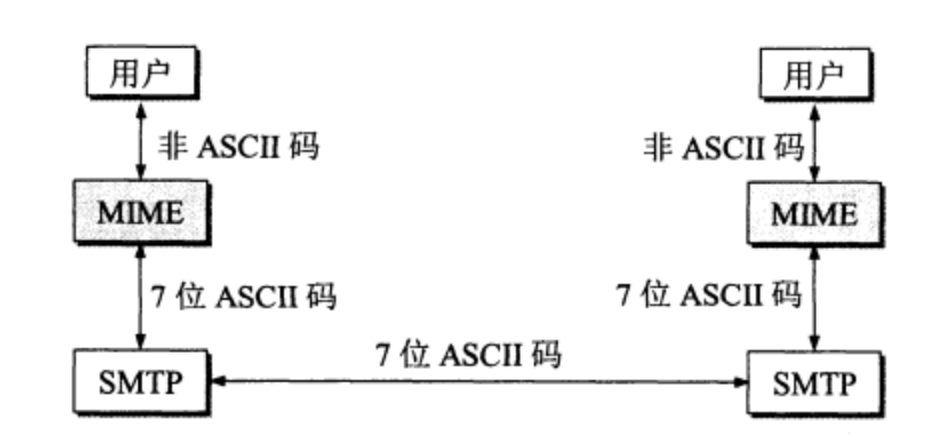 用户 用户
非 ASCII 码 非 ASCII 码
MIME MIME
7 位 ASCII 码 7 位 ASCII 码
7 位 ASCII 码
SMTP SMTP